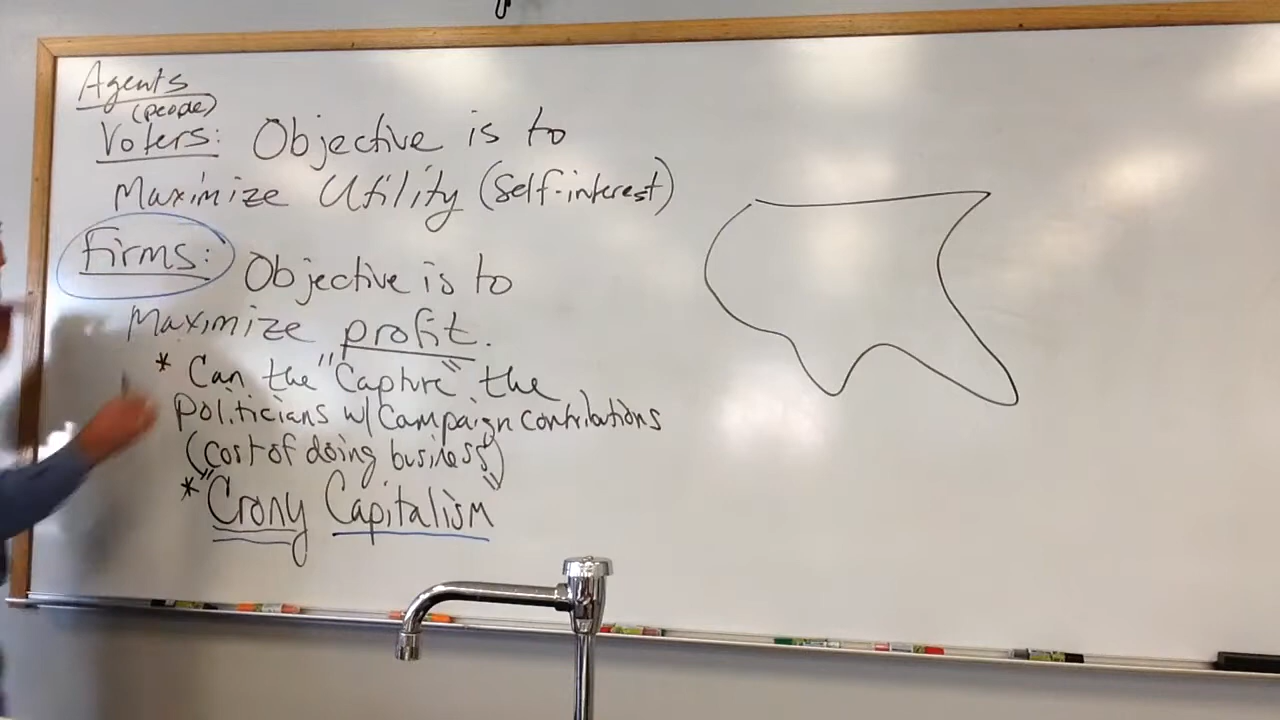 Agents
(people)
Voters: Objective is to
Maximize Utility (Self-interest)
Firms: Objective is to
Maximize profit.
* Can the "Capture" the
politicians w/ Campaign contributions
(cost of doing business)
* "Crony Capitalism"